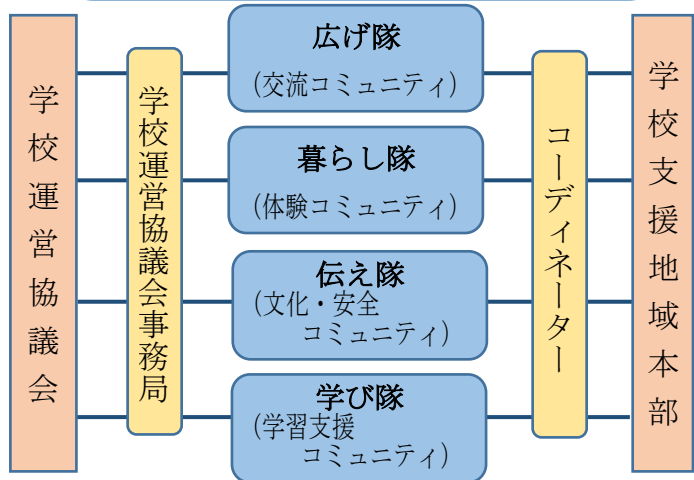 学校運営協議会
学校運営協議会事務局
広げ隊
(交流コミュニティ)
暮らし隊
(体験コミュニティ)
伝え隊
(文化・安全
コミュニティ)
学び隊
(学習支援
コミュニティ)
コーディネーター
学校支援地域本部